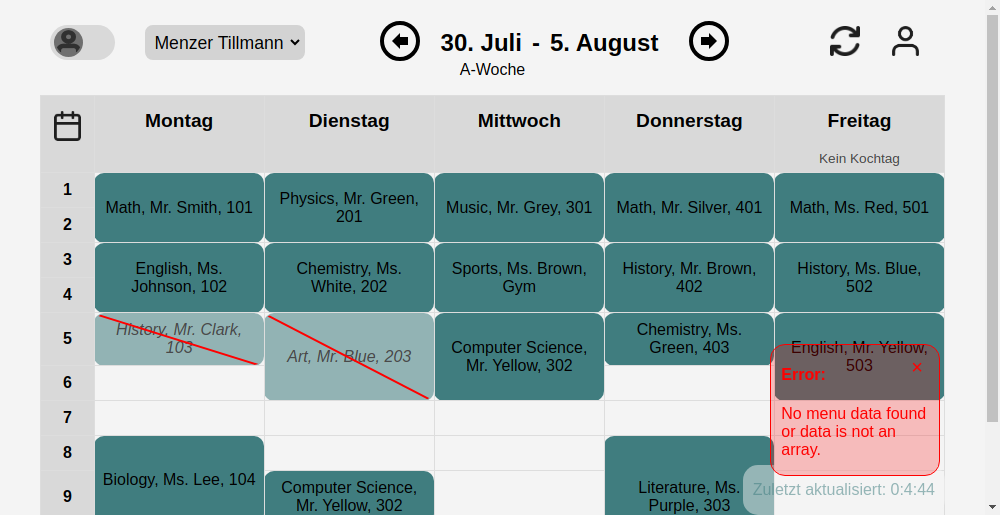 Menzer Tillmann
30. Juli - 5. August
A-Woche
Montag
Dienstag
Mittwoch
Donnerstag
Freitag
Kein Kochtag
1
2
Math, Mr. Smith, 101
Physics, Mr. Green,
201
Music, Mr. Grey, 301
Math, Mr. Silver, 401
Math, Ms. Red, 501
3
4
English, Ms.
Johnson, 102
Chemistry, Ms.
White, 202
Sports, Ms. Brown,
Gym
History, Mr. Brown,
402
History, Ms. Blue,
502
5
6
History, Mr. Clark,
103
Art, Mr. Blue, 203
Computer Science,
Mr. Yellow, 302
Chemistry, Ms.
Green, 403
English, Mr. Yellow,
503
Error:
×
No menu data found
or data is not an
array.
7
8
9
Biology, Ms. Lee, 104
Computer Science,
Mr. Yellow, 302
Literature, Ms.
Purple, 303
Zuletzt aktualisiert: 0:4:44